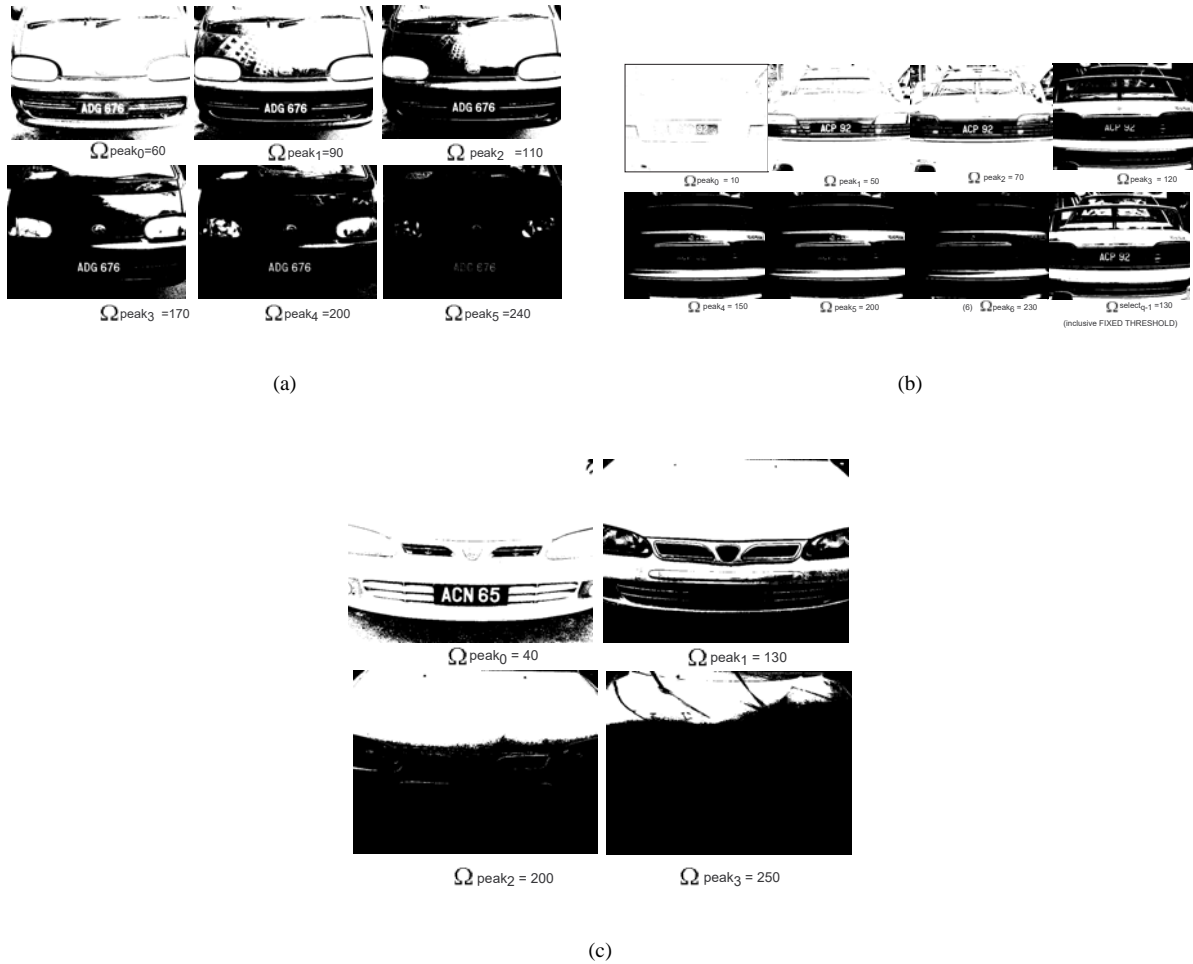 ADG 676
ADG 676
ADG 676
Ωpeak0=60
Ωpeak1=90
Ωpeak2 =110
ADG 676
ADG 676
ADG 676
Ωpeak3 =170
Ωpeak4=200
Ωpeak5=240
(a)
ACP 92
ACP 92
ACP 92
Ωpeak0 = 10
Ωpeak1 = 50
Ωpeak2 = 70
Ωpeak3 = 120
ACP 92
Ωpeak4 = 150
Ωpeak5 = 200
(6) Ωpeak6 = 230
Ωselectq-1 =130
(inclusive FIXED THRESHOLD)
(b)
ACN 65
Ωpeak0 = 40
Ωpeak1 = 130
Ωpeak2 = 200
Ωpeak3 = 250
(c)